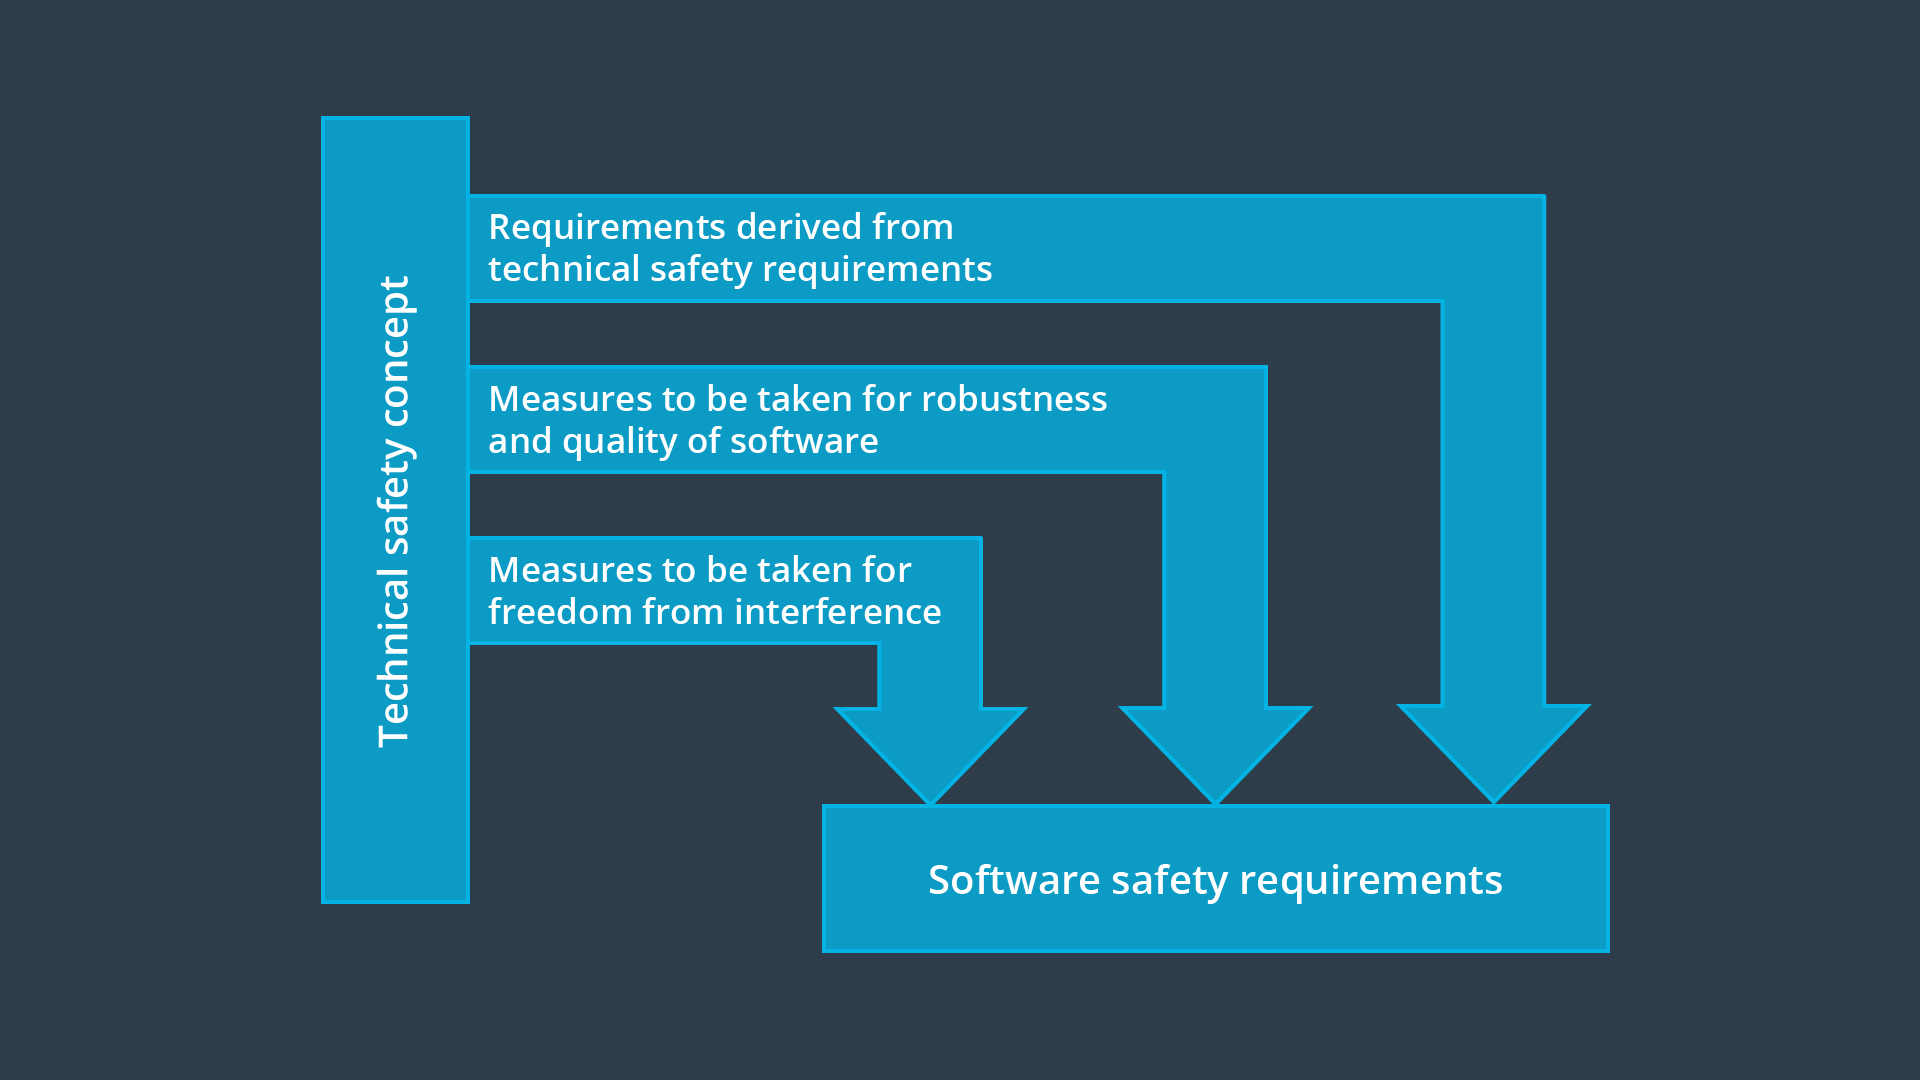 Technical safety concept
Requirements derived from
technical safety requirements
Measures to be taken for robustness
and quality of software
Measures to be taken for
freedom from interference
Software safety requirements